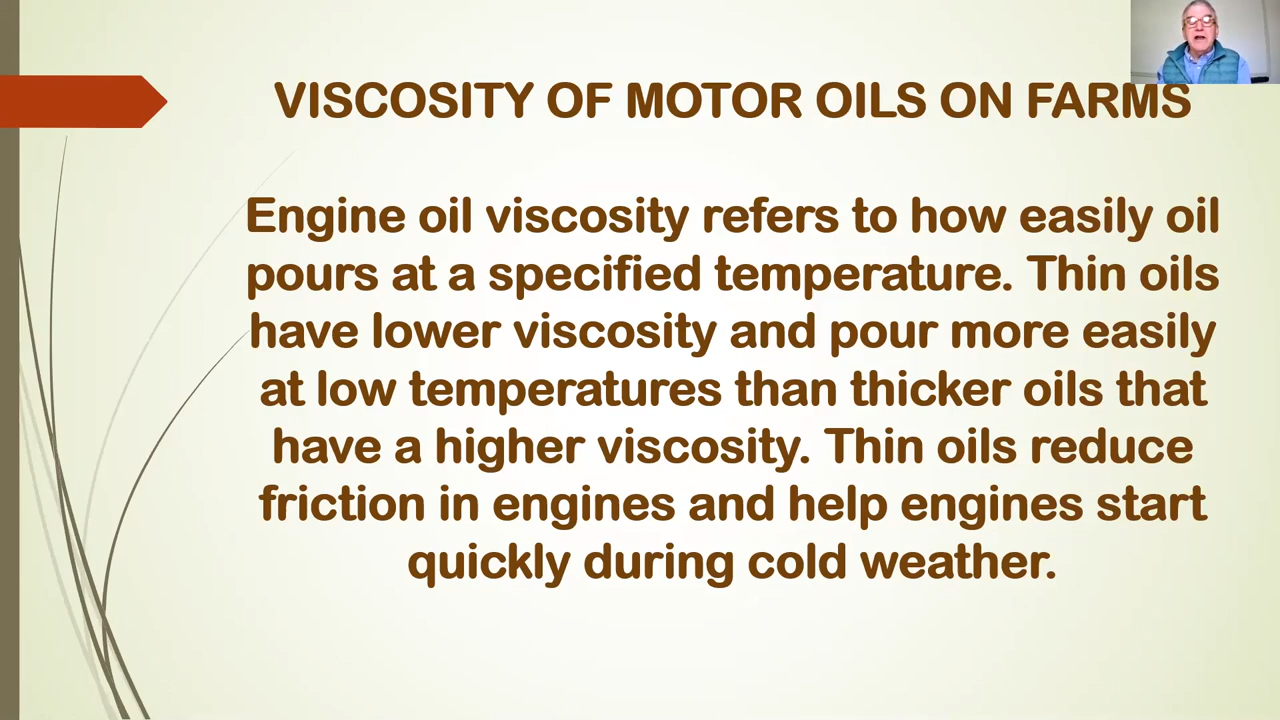 VISCOSITY OF MOTOR OILS ON FARMS
Engine oil viscosity refers to how easily oil
pours at a specified temperature. Thin oils
have lower viscosity and pour more easily
at low temperatures than thicker oils that
have a higher viscosity. Thin oils reduce
friction in engines and help engines start
quickly during cold weather.